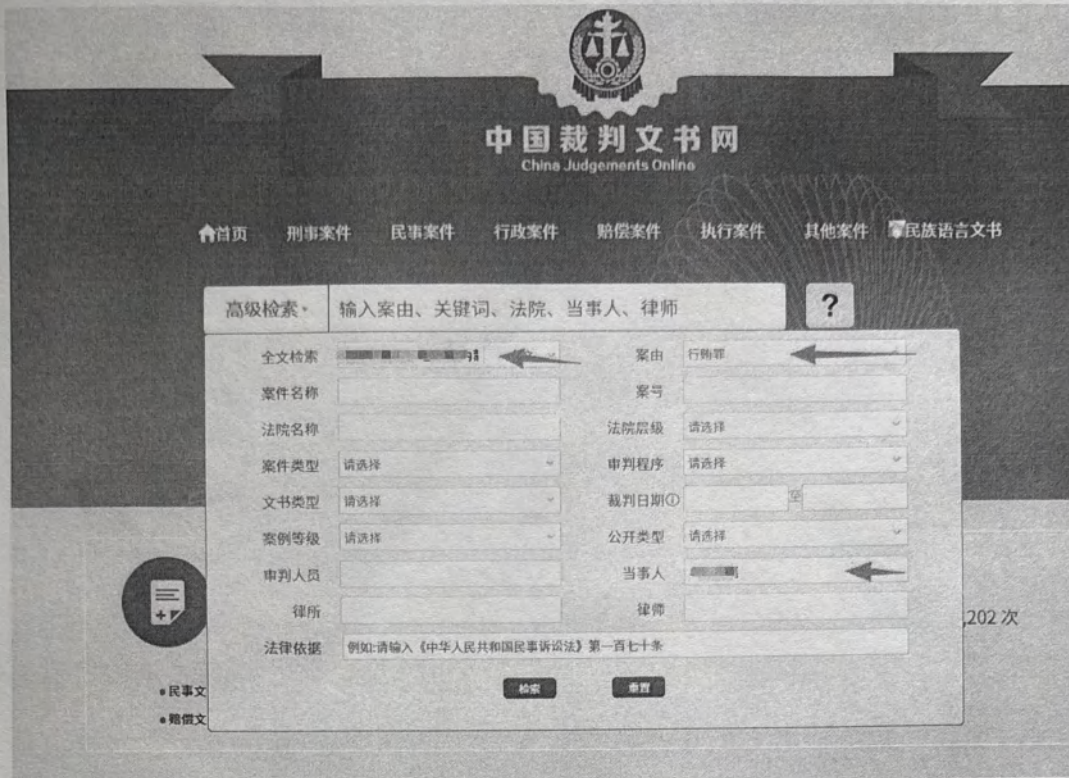 中国裁判文书网
China Judgements Online
首页 刑事案件 民事案件 行政案件 赔偿案件 执行案件 其他案件 民族语言文书
高级检索 输入案由、关键词、法院、当事人、律师 ?
全文检索 案由 行贿罪
案件名称 案号
法院名称 法院层级 请选择
案件类型 请选择 审判程序 请选择
文书类型 请选择 裁判日期 至
案例等级 请选择 公开类型 请选择
审判人员 当事人
律所 律师
,202 次
法律依据 例如:请输入《中华人民共和国民事诉讼法》第一百七十条
检索 重置
民事文
赔偿文